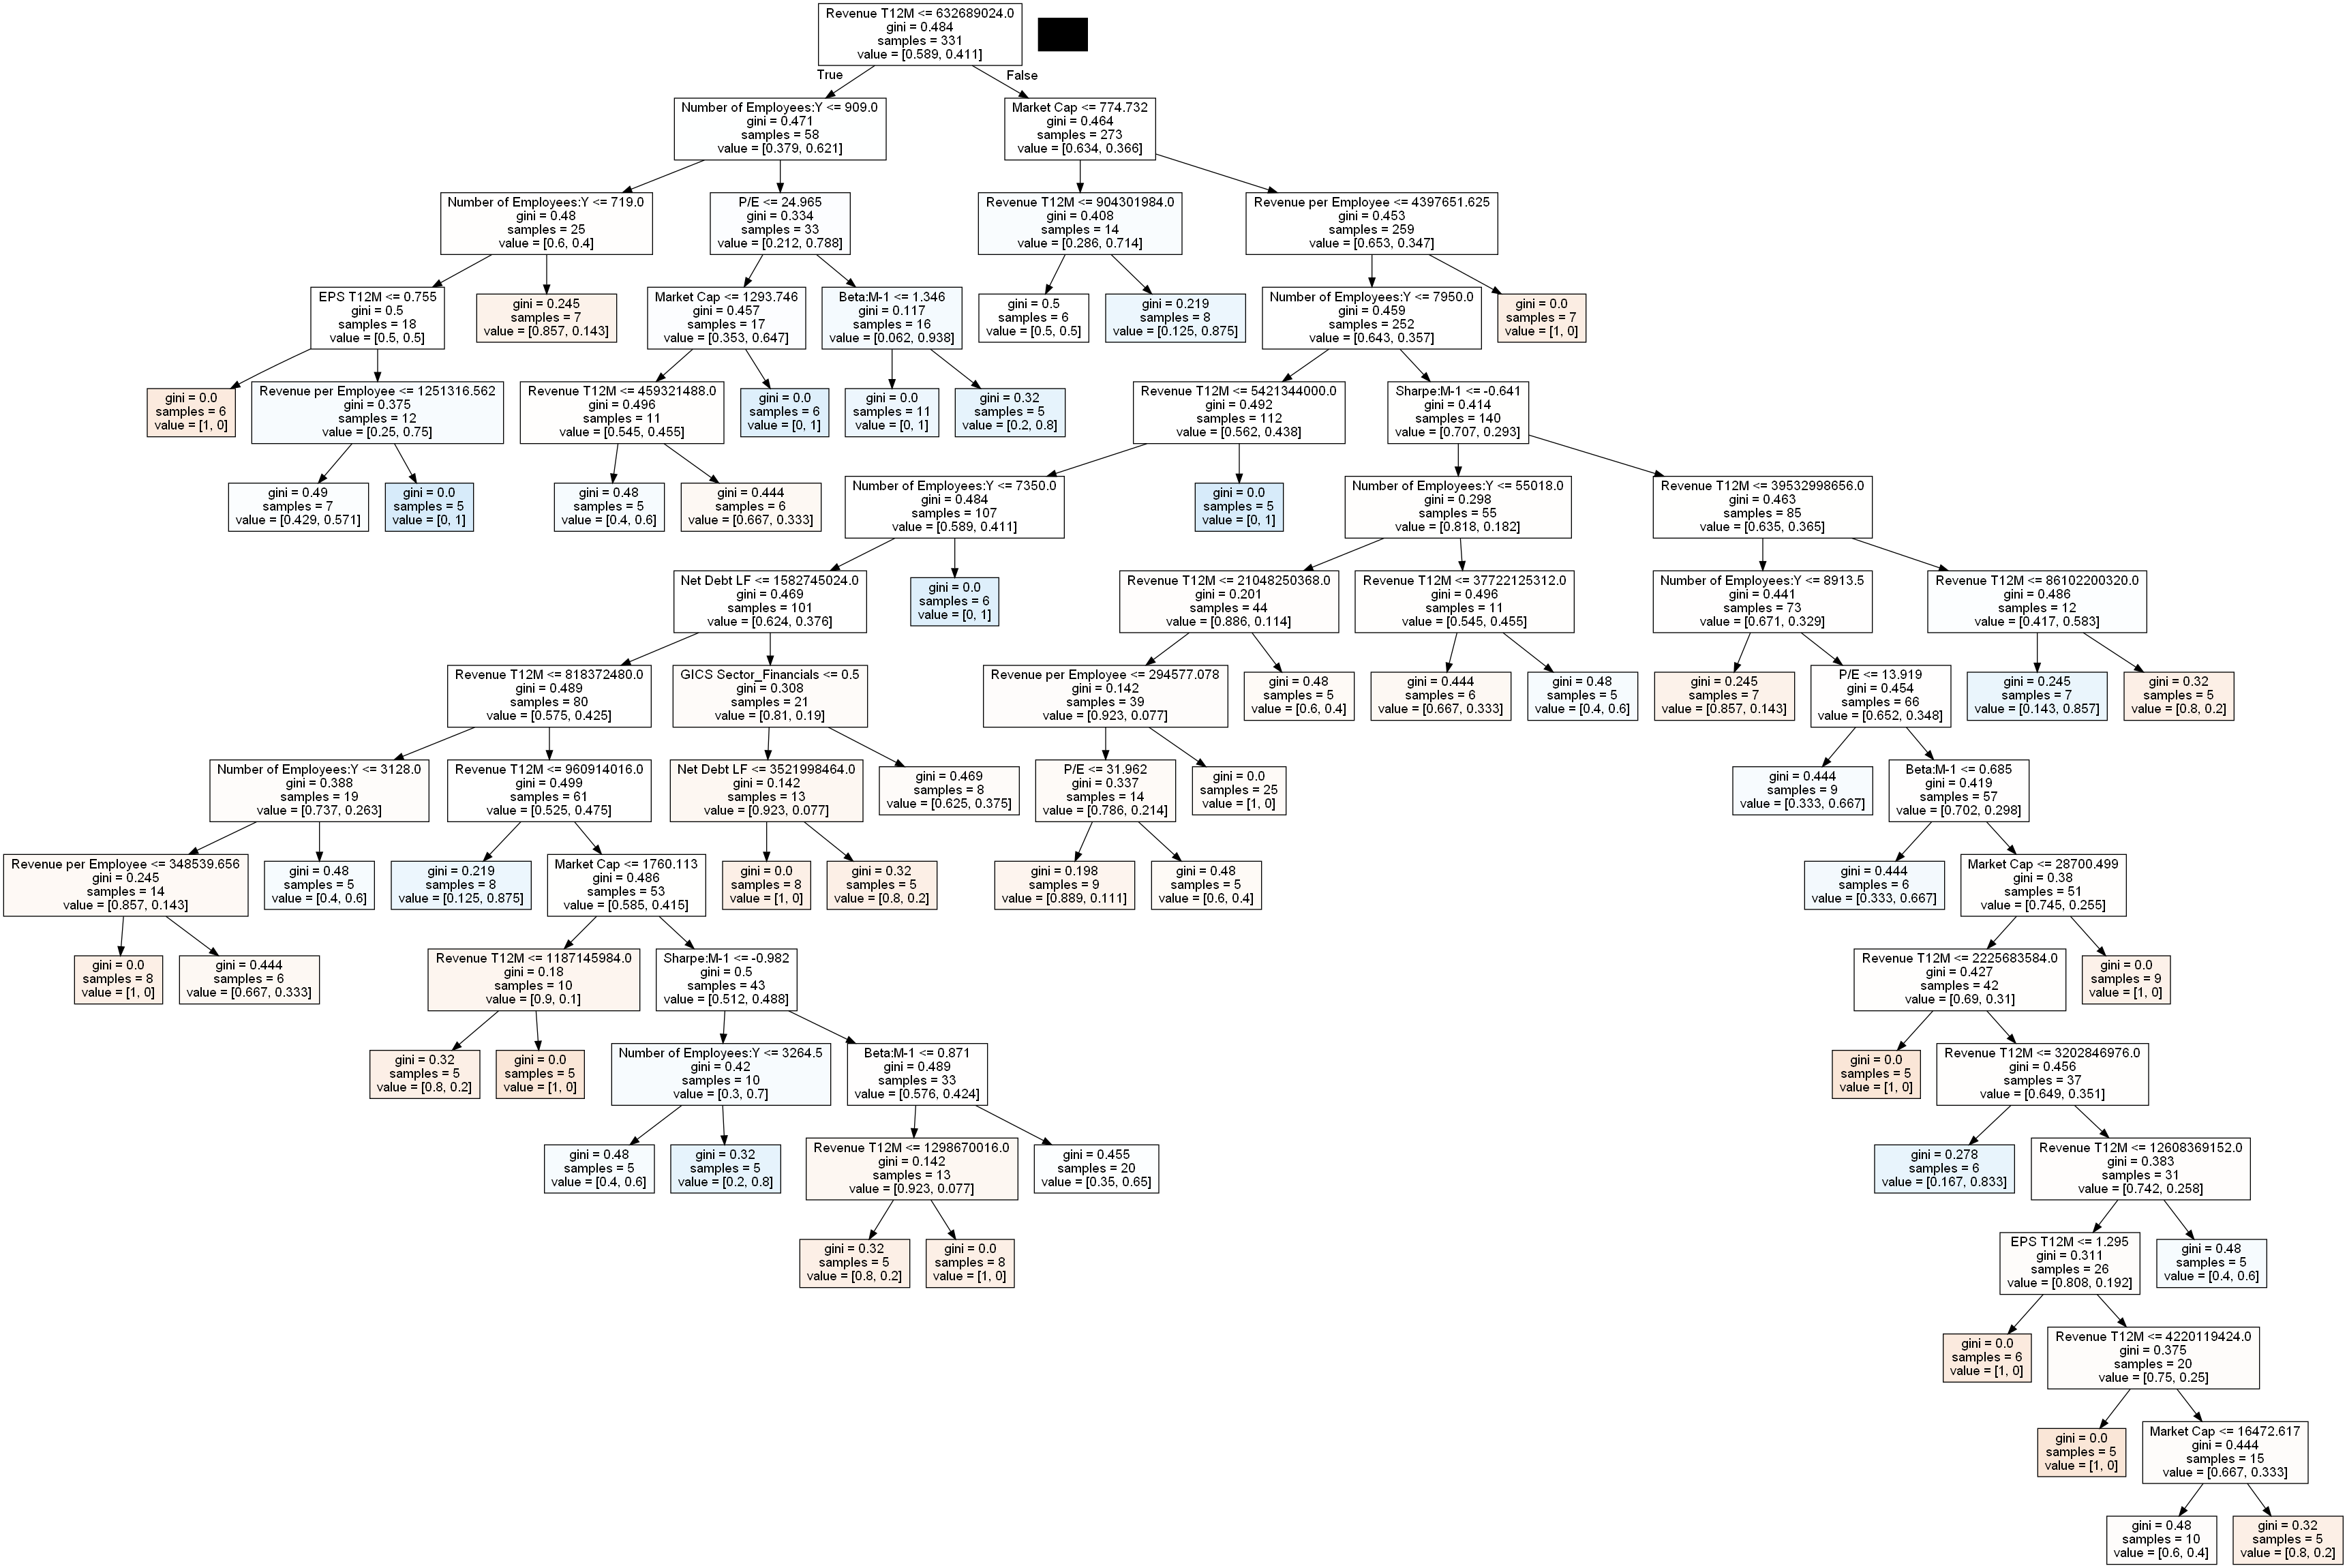 Revenue T12M <= 632689024.0
gini = 0.484
samples = 331
value = [0.589, 0.411]
True
False
Number of Employees:Y <= 909.0
gini = 0.471
samples = 58
value = [0.379, 0.621]
Market Cap <= 774.732
gini = 0.464
samples = 273
value = [0.634, 0.366]
Number of Employees:Y <= 719.0
gini = 0.48
samples = 25
value = [0.6, 0.4]
P/E <= 24.965
gini = 0.334
samples = 33
value = [0.212, 0.788]
Revenue T12M <= 904301984.0
gini = 0.408
samples = 14
value = [0.286, 0.714]
Revenue per Employee <= 4397651.625
gini = 0.453
samples = 259
value = [0.653, 0.347]
EPS T12M <= 0.755
gini = 0.5
samples = 18
value = [0.5, 0.5]
gini = 0.245
samples = 7
value = [0.857, 0.143]
Market Cap <= 1293.746
gini = 0.457
samples = 17
value = [0.353, 0.647]
Beta:M-1 <= 1.346
gini = 0.117
samples = 16
value = [0.062, 0.938]
gini = 0.5
samples = 6
value = [0.5, 0.5]
gini = 0.219
samples = 8
value = [0.125, 0.875]
Number of Employees:Y <= 7950.0
gini = 0.459
samples = 252
value = [0.643, 0.357]
gini = 0.0
samples = 7
value = [1, 0]
gini = 0.0
samples = 6
value = [1, 0]
Revenue per Employee <= 1251316.562
gini = 0.375
samples = 12
value = [0.25, 0.75]
Revenue T12M <= 459321488.0
gini = 0.496
samples = 11
value = [0.545, 0.455]
gini = 0.0
samples = 6
value = [0, 1]
gini = 0.0
samples = 11
value = [0, 1]
gini = 0.32
samples = 5
value = [0.2, 0.8]
Revenue T12M <= 5421344000.0
gini = 0.492
samples = 112
value = [0.562, 0.438]
Sharpe:M-1 <= -0.641
gini = 0.414
samples = 140
value = [0.707, 0.293]
gini = 0.49
samples = 7
value = [0.429, 0.571]
gini = 0.0
samples = 5
value = [0, 1]
gini = 0.48
samples = 5
value = [0.4, 0.6]
gini = 0.444
samples = 6
value = [0.667, 0.333]
Number of Employees:Y <= 7350.0
gini = 0.484
samples = 107
value = [0.589, 0.411]
gini = 0.0
samples = 5
value = [0, 1]
Number of Employees:Y <= 55018.0
gini = 0.298
samples = 55
value = [0.818, 0.182]
Revenue T12M <= 39532998656.0
gini = 0.463
samples = 85
value = [0.635, 0.365]
Net Debt LF <= 1582745024.0
gini = 0.469
samples = 101
value = [0.624, 0.376]
gini = 0.0
samples = 6
value = [0, 1]
Revenue T12M <= 21048250368.0
gini = 0.201
samples = 44
value = [0.886, 0.114]
Revenue T12M <= 37722125312.0
gini = 0.496
samples = 11
value = [0.545, 0.455]
Number of Employees:Y <= 8913.5
gini = 0.441
samples = 73
value = [0.671, 0.329]
Revenue T12M <= 86102200320.0
gini = 0.486
samples = 12
value = [0.417, 0.583]
Revenue T12M <= 818372480.0
gini = 0.489
samples = 80
value = [0.575, 0.425]
GICS Sector_Financials <= 0.5
gini = 0.308
samples = 21
value = [0.81, 0.19]
Revenue per Employee <= 294577.078
gini = 0.142
samples = 39
value = [0.923, 0.077]
gini = 0.48
samples = 5
value = [0.6, 0.4]
gini = 0.444
samples = 6
value = [0.667, 0.333]
gini = 0.48
samples = 5
value = [0.4, 0.6]
gini = 0.245
samples = 7
value = [0.857, 0.143]
P/E <= 13.919
gini = 0.454
samples = 66
value = [0.652, 0.348]
gini = 0.245
samples = 7
value = [0.143, 0.857]
gini = 0.32
samples = 5
value = [0.8, 0.2]
Number of Employees:Y <= 3128.0
gini = 0.388
samples = 19
value = [0.737, 0.263]
Revenue T12M <= 960914016.0
gini = 0.499
samples = 61
value = [0.525, 0.475]
Net Debt LF <= 3521998464.0
gini = 0.142
samples = 13
value = [0.923, 0.077]
gini = 0.469
samples = 8
value = [0.625, 0.375]
P/E <= 31.962
gini = 0.337
samples = 14
value = [0.786, 0.214]
gini = 0.0
samples = 25
value = [1, 0]
gini = 0.444
samples = 9
value = [0.333, 0.667]
Beta:M-1 <= 0.685
gini = 0.419
samples = 57
value = [0.702, 0.298]
Revenue per Employee <= 348539.656
gini = 0.245
samples = 14
value = [0.857, 0.143]
gini = 0.48
samples = 5
value = [0.4, 0.6]
gini = 0.219
samples = 8
value = [0.125, 0.875]
Market Cap <= 1760.113
gini = 0.486
samples = 53
value = [0.585, 0.415]
gini = 0.0
samples = 8
value = [1, 0]
gini = 0.32
samples = 5
value = [0.8, 0.2]
gini = 0.198
samples = 9
value = [0.889, 0.111]
gini = 0.48
samples = 5
value = [0.6, 0.4]
gini = 0.444
samples = 6
value = [0.333, 0.667]
Market Cap <= 28700.499
gini = 0.38
samples = 51
value = [0.745, 0.255]
gini = 0.0
samples = 8
value = [1, 0]
gini = 0.444
samples = 6
value = [0.667, 0.333]
Revenue T12M <= 1187145984.0
gini = 0.18
samples = 10
value = [0.9, 0.1]
Sharpe:M-1 <= -0.982
gini = 0.5
samples = 43
value = [0.512, 0.488]
Revenue T12M <= 2225683584.0
gini = 0.427
samples = 42
value = [0.69, 0.31]
gini = 0.0
samples = 9
value = [1, 0]
gini = 0.32
samples = 5
value = [0.8, 0.2]
gini = 0.0
samples = 5
value = [1, 0]
Number of Employees:Y <= 3264.5
gini = 0.42
samples = 10
value = [0.3, 0.7]
Beta:M-1 <= 0.871
gini = 0.489
samples = 33
value = [0.576, 0.424]
gini = 0.0
samples = 5
value = [1, 0]
Revenue T12M <= 3202846976.0
gini = 0.456
samples = 37
value = [0.649, 0.351]
gini = 0.48
samples = 5
value = [0.4, 0.6]
gini = 0.32
samples = 5
value = [0.2, 0.8]
Revenue T12M <= 1298670016.0
gini = 0.142
samples = 13
value = [0.923, 0.077]
gini = 0.455
samples = 20
value = [0.35, 0.65]
gini = 0.278
samples = 6
value = [0.167, 0.833]
Revenue T12M <= 12608369152.0
gini = 0.383
samples = 31
value = [0.742, 0.258]
gini = 0.32
samples = 5
value = [0.8, 0.2]
gini = 0.0
samples = 8
value = [1, 0]
EPS T12M <= 1.295
gini = 0.311
samples = 26
value = [0.808, 0.192]
gini = 0.48
samples = 5
value = [0.4, 0.6]
gini = 0.0
samples = 6
value = [1, 0]
Revenue T12M <= 4220119424.0
gini = 0.375
samples = 20
value = [0.75, 0.25]
gini = 0.0
samples = 5
value = [1, 0]
Market Cap <= 16472.617
gini = 0.444
samples = 15
value = [0.667, 0.333]
gini = 0.48
samples = 10
value = [0.6, 0.4]
gini = 0.32
samples = 5
value = [0.8, 0.2]